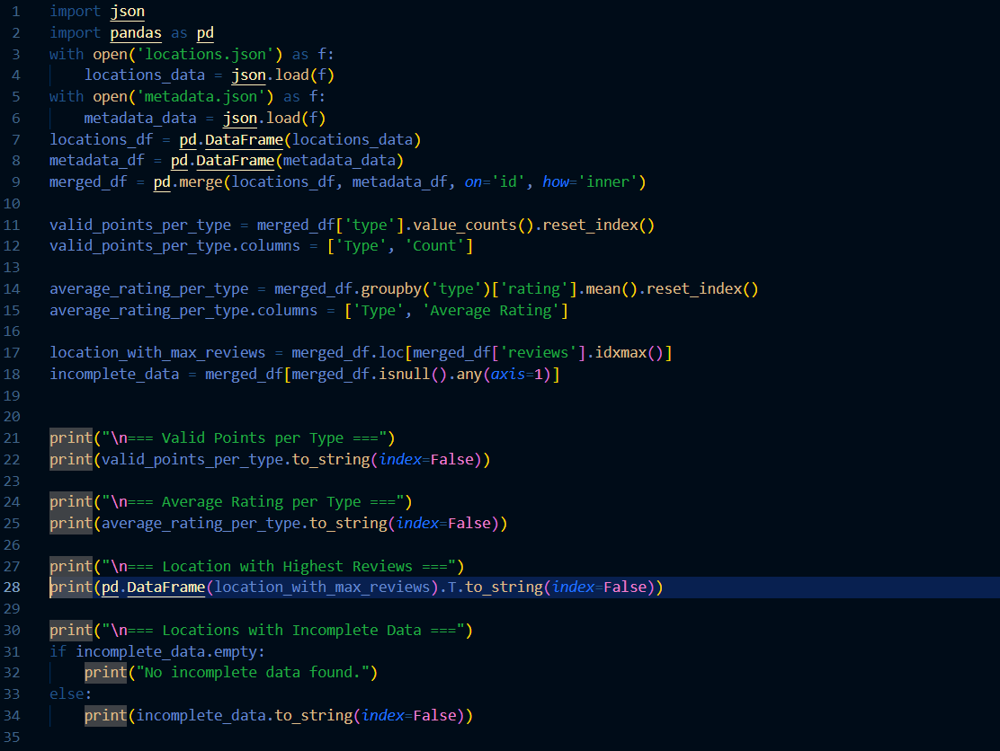 1 import json
2 import pandas as pd
3 with open('locations.json') as f:
4     locations_data = json.load(f)
5 with open('metadata.json') as f:
6     metadata_data = json.load(f)
7 locations_df = pd.DataFrame(locations_data)
8 metadata_df = pd.DataFrame(metadata_data)
9 merged_df = pd.merge(locations_df, metadata_df, on='id', how='inner')
10
11 valid_points_per_type = merged_df['type'].value_counts().reset_index()
12 valid_points_per_type.columns = ['Type', 'Count']
13
14 average_rating_per_type = merged_df.groupby('type')['rating'].mean().reset_index()
15 average_rating_per_type.columns = ['Type', 'Average Rating']
16
17 location_with_max_reviews = merged_df.loc[merged_df['reviews'].idxmax()]
18 incomplete_data = merged_df[merged_df.isnull().any(axis=1)]
19
20
21 print("\n=== Valid Points per Type ===")
22 print(valid_points_per_type.to_string(index=False))
23
24 print("\n=== Average Rating per Type ===")
25 print(average_rating_per_type.to_string(index=False))
26
27 print("\n=== Location with Highest Reviews ===")
28 print(pd.DataFrame(location_with_max_reviews).T.to_string(index=False))
29
30 print("\n=== Locations with Incomplete Data ===")
31 if incomplete_data.empty:
32     print("No incomplete data found.")
33 else:
34     print(incomplete_data.to_string(index=False))
35